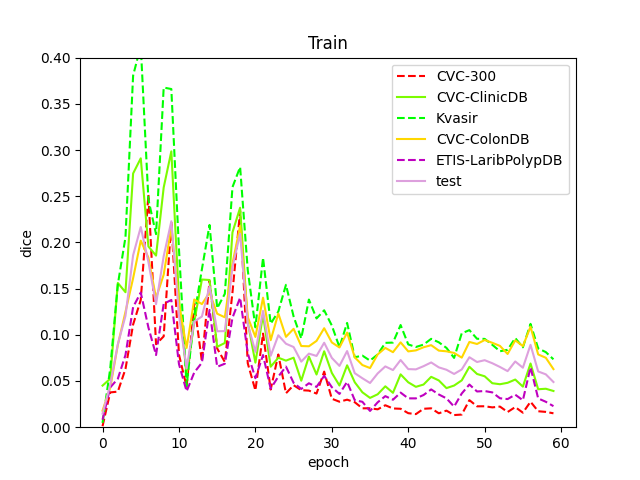 Train
dice
0.40
0.35
0.30
0.25
0.20
0.15
0.10
0.05
0.00
CVC-300
CVC-ClinicDB
Kvasir
CVC-ColonDB
ETIS-LaribPolypDB
test
0
10
20
30
40
50
60
epoch